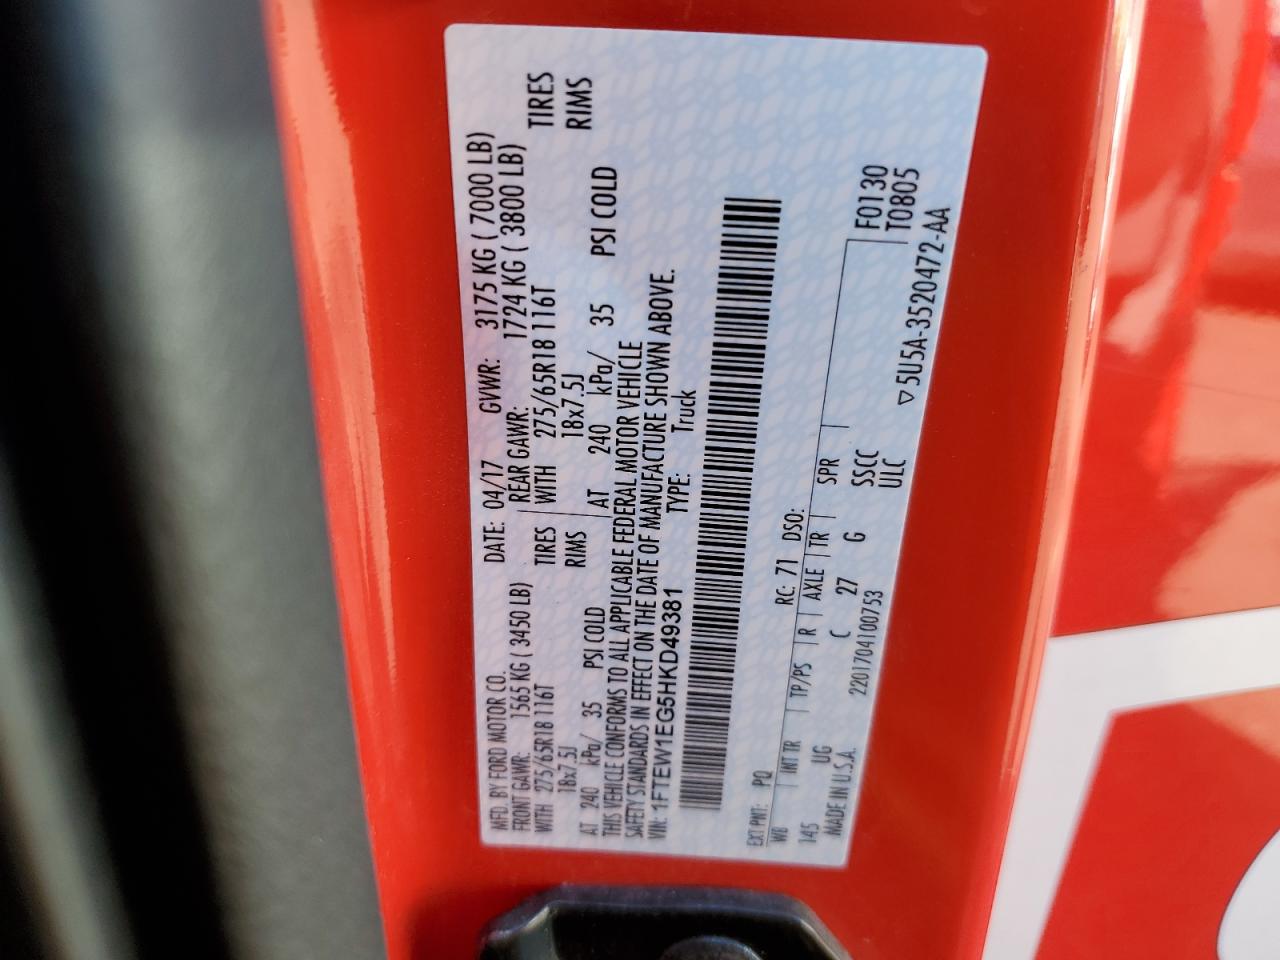 MFD. BY FORD MOTOR CO. DATE: 04/17 GVWR: 3175 KG ( 7000 LB)
FRONT GAWR: 1565 KG ( 3450 LB) REAR GAWR: 1724 KG ( 3800 LB)
WITH 275/65R18 116T TIRES WITH 275/65R18 116T TIRES
18x7.5J RIMS 18x7.5J RIMS
AT 240 kPa/ 35 PSI COLD AT 240 kPa/ 35 PSI COLD
THIS VEHICLE CONFORMS TO ALL APPLICABLE FEDERAL MOTOR VEHICLE
SAFETY STANDARDS IN EFFECT ON THE DATE OF MANUFACTURE SHOWN ABOVE.
VIN: 1FTEW1EG5HKD49381 TYPE: Truck
EXT PNT: PQ RC: 71 DSO:
WB INT TR TP/PS R AXLE TR SPR F0130
145 UG C 27 G SSCC T0805
ULC
MADE IN U.S.A. 2201704100753 ▽5U5A-3520472-AA